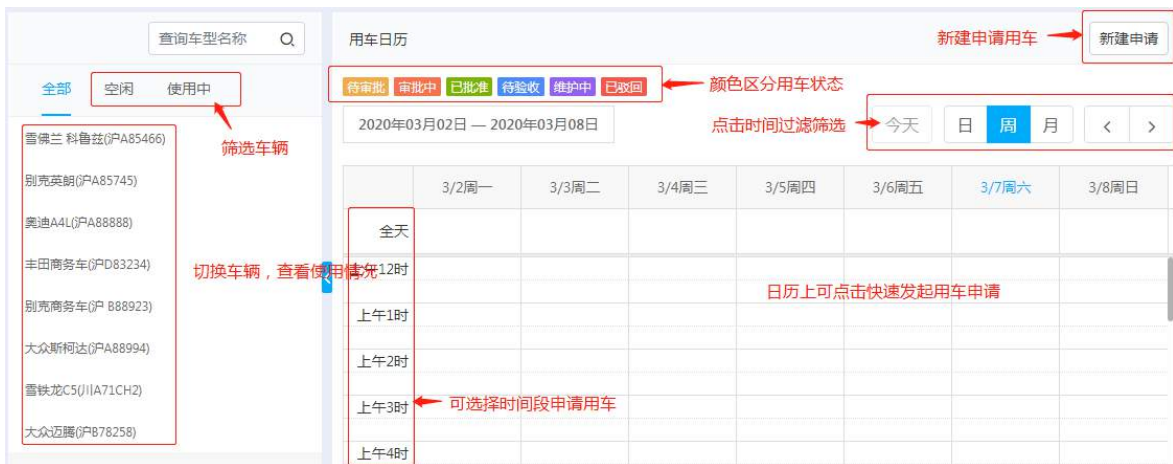 查询车型名称
用车日历
新建申请用车
新建申请
全部
空闲
使用中
待审批
审批中
已批准
待验收
维护中
已驳回
颜色区分用车状态
2020年03月02日 — 2020年03月08日
点击时间过滤筛选
今天
日
周
月
筛选车辆
雪佛兰 科鲁兹(沪A85466)
别克英朗(沪A85745)
奥迪A4L(沪A88888)
丰田商务车(沪D83234)
别克商务车(沪 B88923)
大众斯柯达(沪A88994)
雪铁龙C5(川A71CH2)
大众迈腾(沪B78258)
切换车辆，查看使用情况
3/2周一
3/3周二
3/4周三
3/5周四
3/6周五
3/7周六
3/8周日
全天
上午12时
日历上可点击快速发起用车申请
上午1时
上午2时
上午3时
可选择时间段申请用车
上午4时